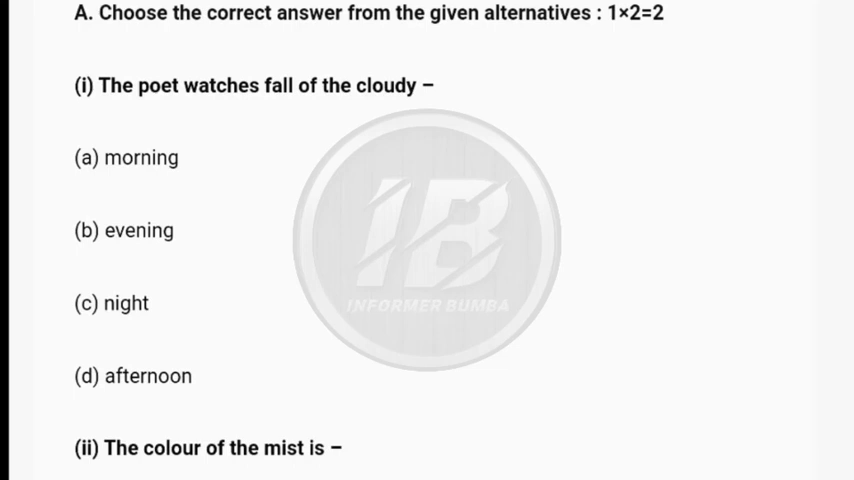 A. Choose the correct answer from the given alternatives : 1×2=2
(i) The poet watches fall of the cloudy –
(a) morning
(b) evening
IB
(c) night
INFORMER BUMBA
(d) afternoon
(ii) The colour of the mist is –